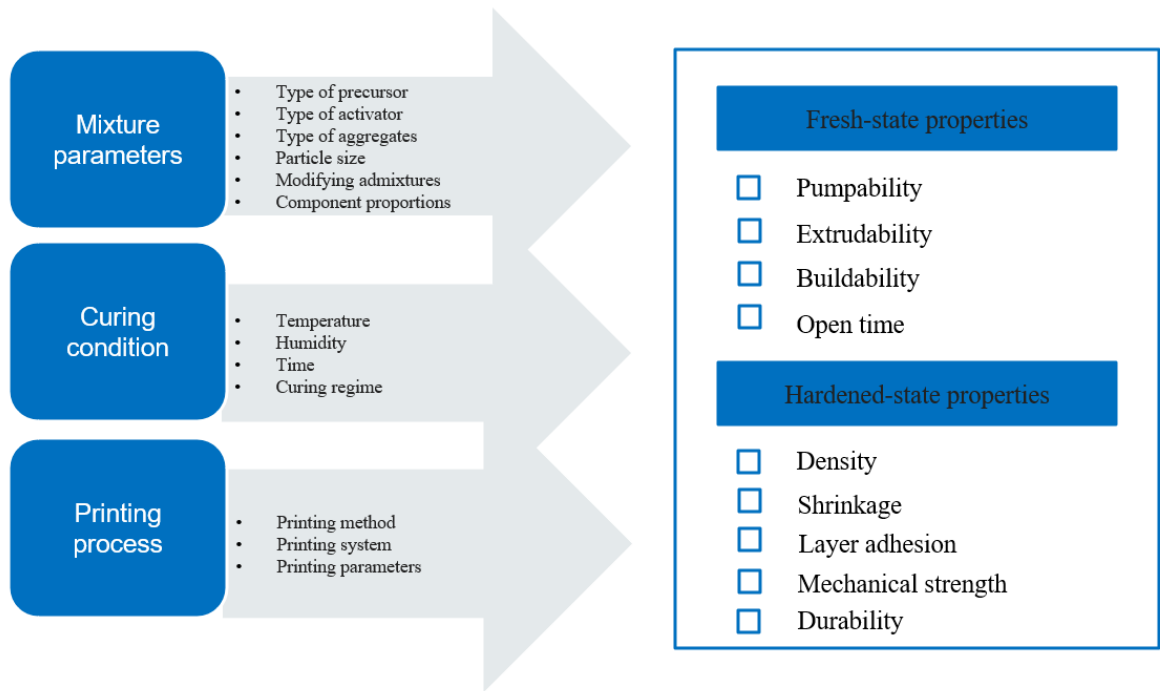 Mixture
parameters
• Type of precursor
• Type of activator
• Type of aggregates
• Particle size
• Modifying admixtures
• Component proportions
Curing
condition
• Temperature
• Humidity
• Time
• Curing regime
Printing
process
• Printing method
• Printing system
• Printing parameters
Fresh-state properties
Pumpability
Extrudability
Buildability
Open time
Hardened-state properties
Density
Shrinkage
Layer adhesion
Mechanical strength
Durability